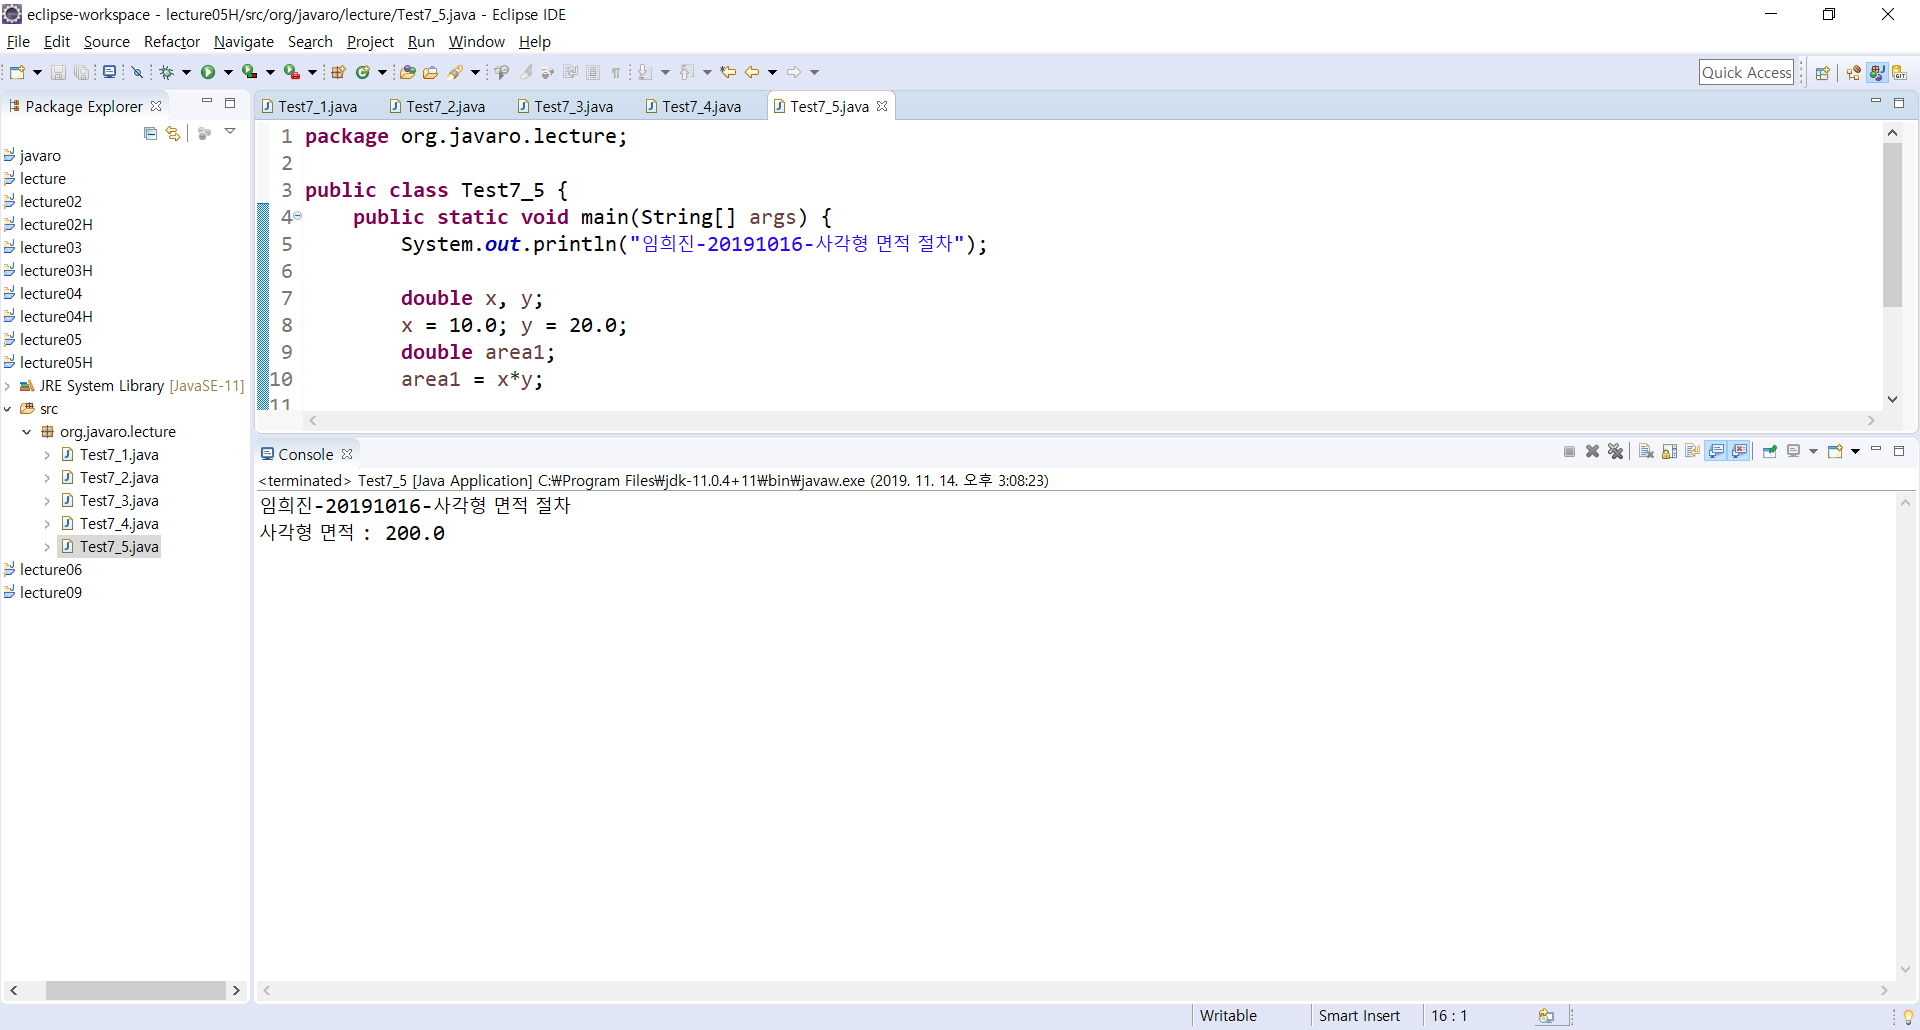 eclipse-workspace - lecture05H/src/org/javaro/lecture/Test7_5.java - Eclipse IDE
File Edit Source Refactor Navigate Search Project Run Window Help
Quick Access
Package Explorer
javaro
lecture
lecture02
lecture02H
lecture03
lecture03H
lecture04
lecture04H
lecture05
lecture05H
JRE System Library [JavaSE-11]
src
org.javaro.lecture
Test7_1.java
Test7_2.java
Test7_3.java
Test7_4.java
Test7_5.java
lecture06
lecture09
Test7_1.java Test7_2.java Test7_3.java Test7_4.java Test7_5.java
1 package org.javaro.lecture;
2
3 public class Test7_5 {
4 public static void main(String[] args) {
5 System.out.println("임희진-20191016-사각형 면적 절차");
6
7 double x, y;
8 x = 10.0; y = 20.0;
9 double area1;
10 area1 = x*y;
11
Console
<terminated> Test7_5 [Java Application] C:₩Program Files₩jdk-11.0.4+11₩bin₩javaw.exe (2019. 11. 14. 오후 3:08:23)
임희진-20191016-사각형 면적 절차
사각형 면적 : 200.0
Writable Smart Insert 16 : 1